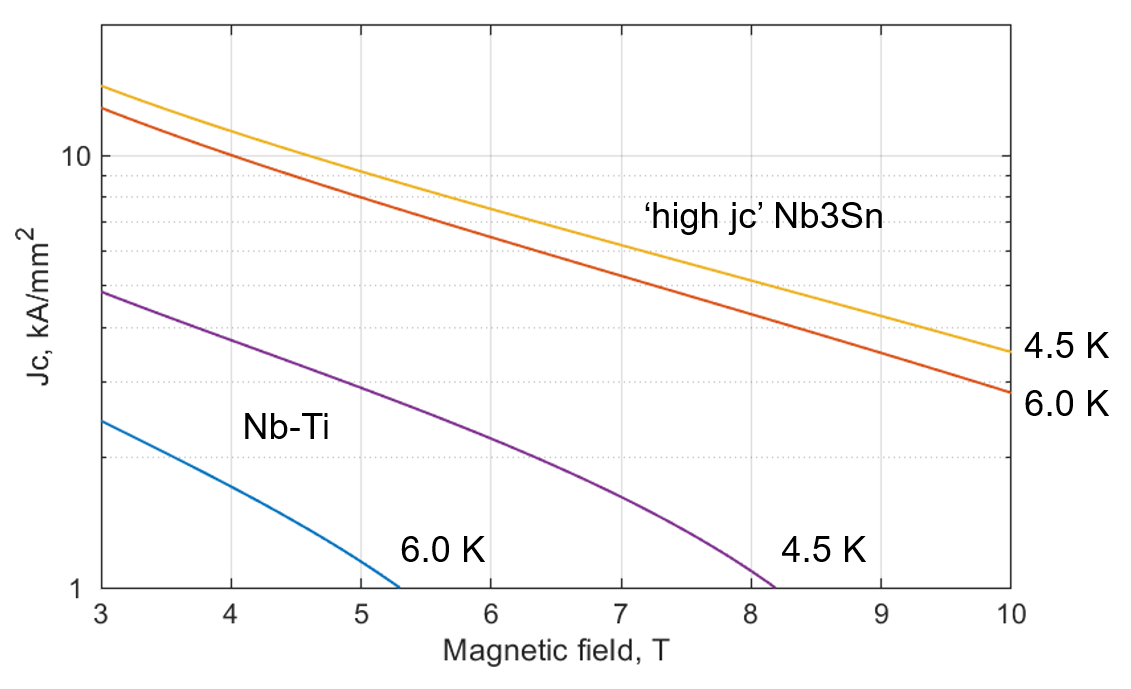 10
1
Jc, kA/mm²
'high jc' Nb3Sn
4.5 K
6.0 K
Nb-Ti
6.0 K
4.5 K
3 4 5 6 7 8 9 10
Magnetic field, T